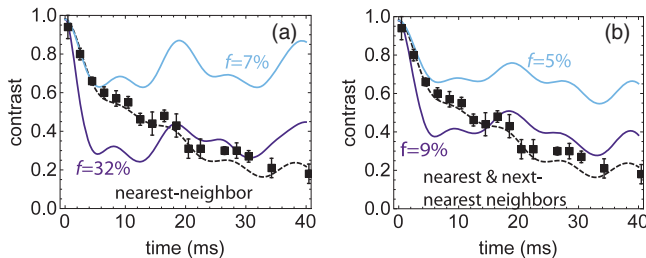 (a)
1.0
0.8
0.6
0.4
0.2
0.0
contrast
f=7%
f=32%
nearest-neighbor
0 10 20 30 40
time (ms)
(b)
1.0
0.8
0.6
0.4
0.2
0.0
contrast
f=5%
f=9%
nearest & next-
nearest neighbors
0 10 20 30 40
time (ms)